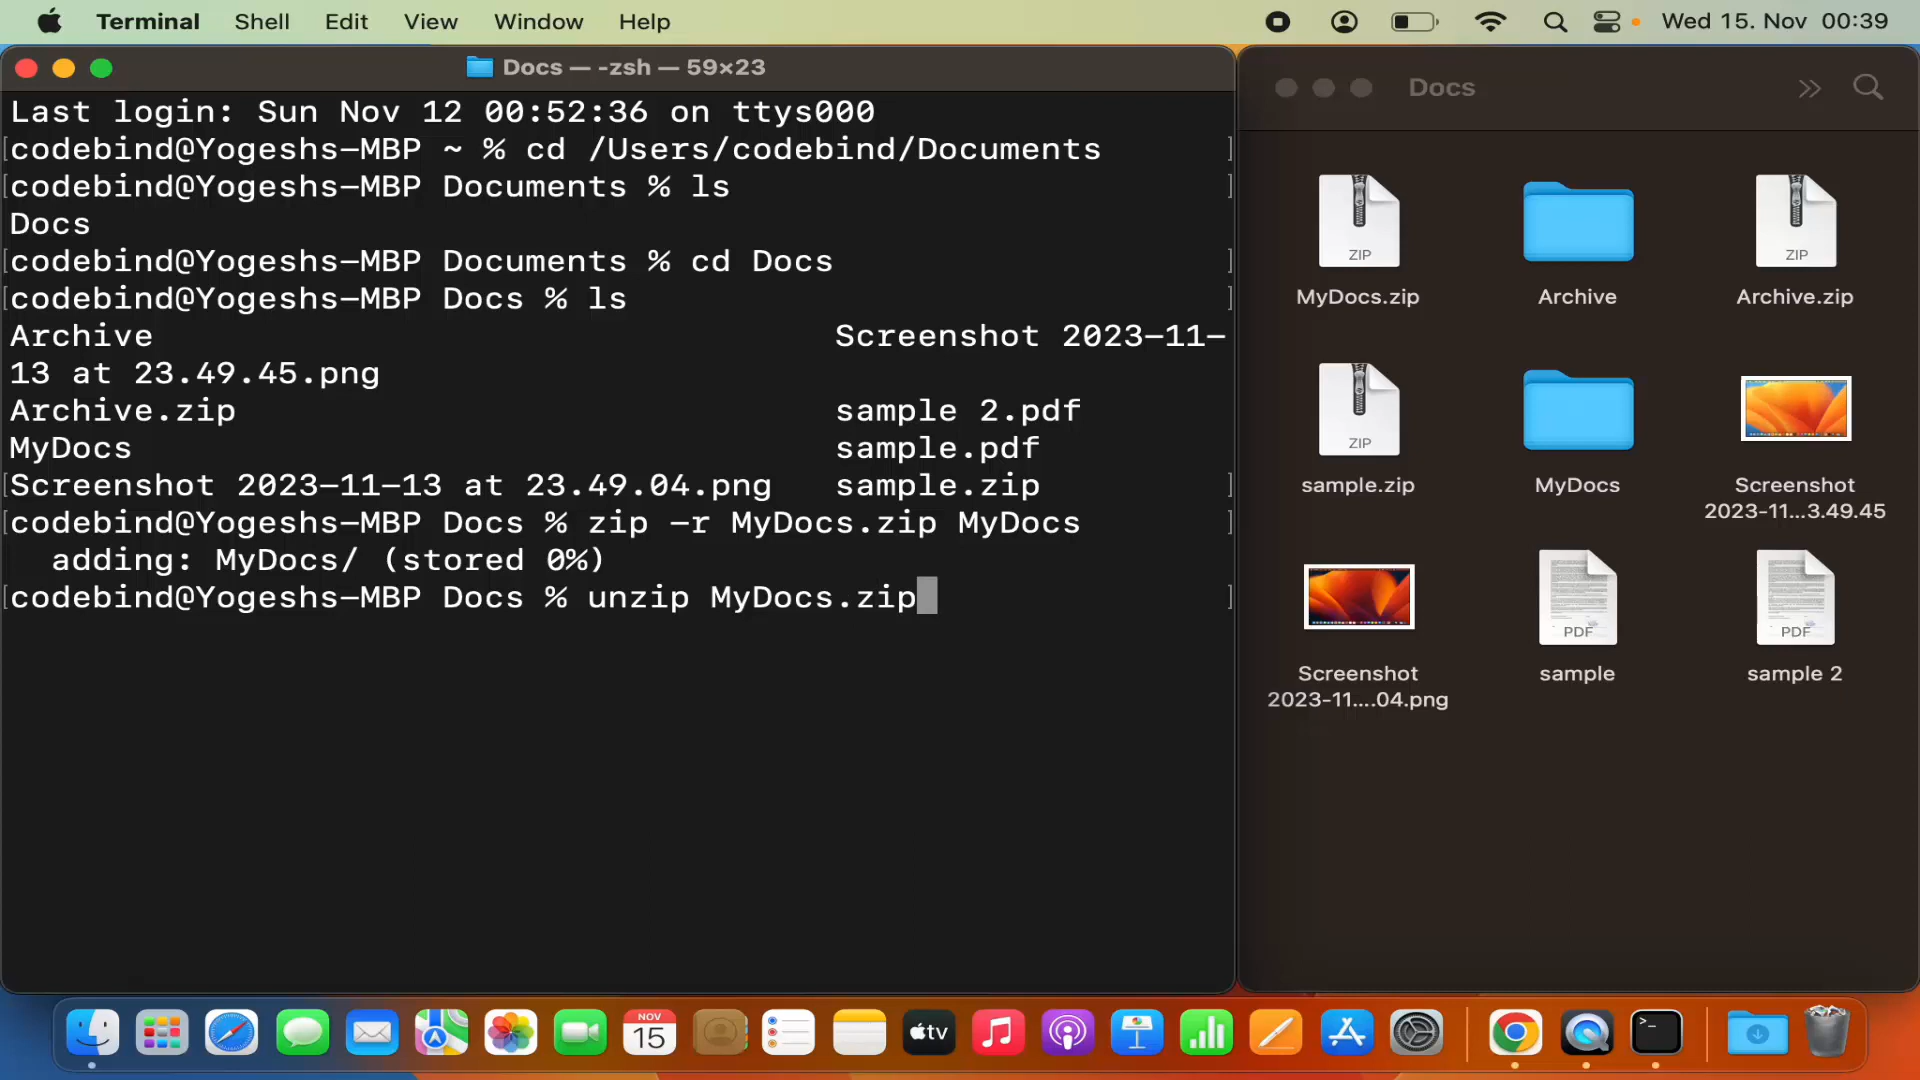 Terminal Shell Edit View Window Help Wed 15. Nov 00:39
Docs — -zsh — 59×23
Last login: Sun Nov 12 00:52:36 on ttys000
[codebind@Yogeshs-MBP ~ % cd /Users/codebind/Documents ]
[codebind@Yogeshs-MBP Documents % ls ]
Docs
[codebind@Yogeshs-MBP Documents % cd Docs ]
[codebind@Yogeshs-MBP Docs % ls ]
Archive Screenshot 2023-11-
13 at 23.49.45.png
Archive.zip sample 2.pdf
MyDocs sample.pdf
[Screenshot 2023-11-13 at 23.49.04.png sample.zip ]
[codebind@Yogeshs-MBP Docs % zip -r MyDocs.zip MyDocs ]
adding: MyDocs/ (stored 0%)
[codebind@Yogeshs-MBP Docs % unzip MyDocs.zip ]
Docs
ZIP ZIP
MyDocs.zip Archive Archive.zip
ZIP
sample.zip MyDocs Screenshot
2023-11...3.49.45
PDF PDF
Screenshot sample sample 2
2023-11....04.png
NOV
15
tv
>_